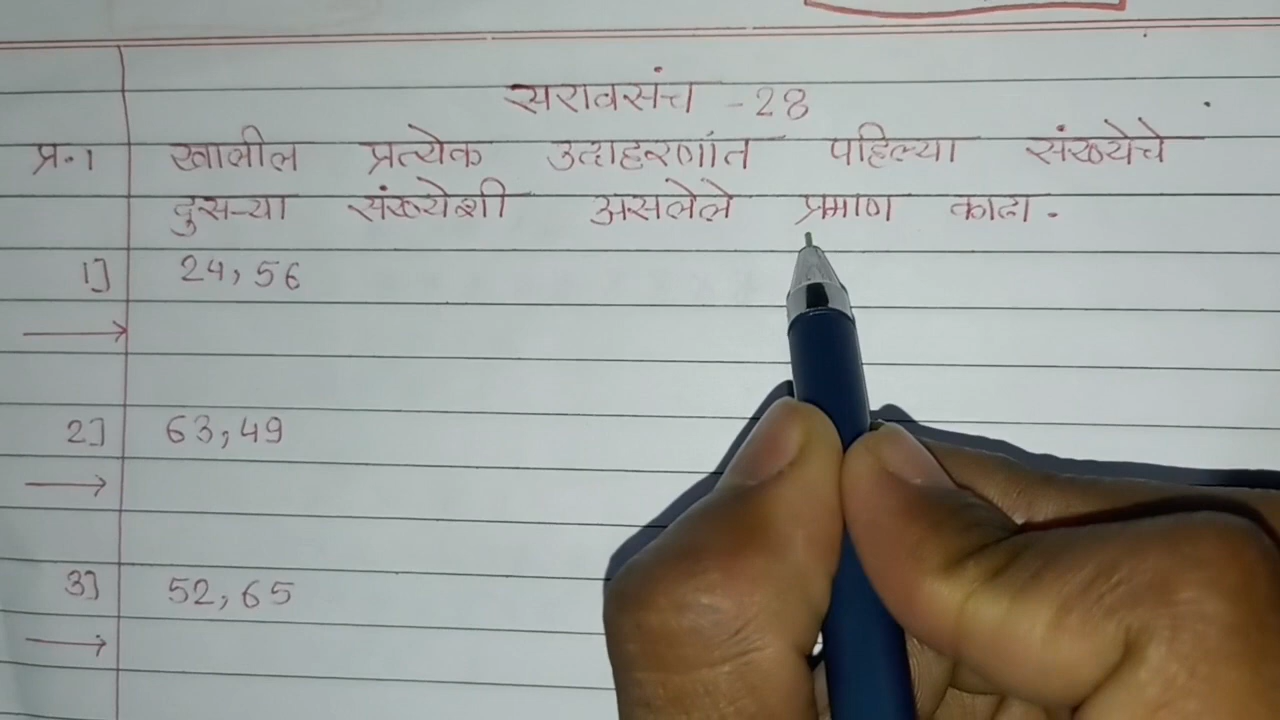 सरावसंच - 28
प्र.1 खालील प्रत्येक उदाहरणांत पहिल्या संख्येचे
दुसऱ्या संख्येशी असलेले प्रमाण काढा.
1] 24, 56
2] 63, 49
3] 52, 65